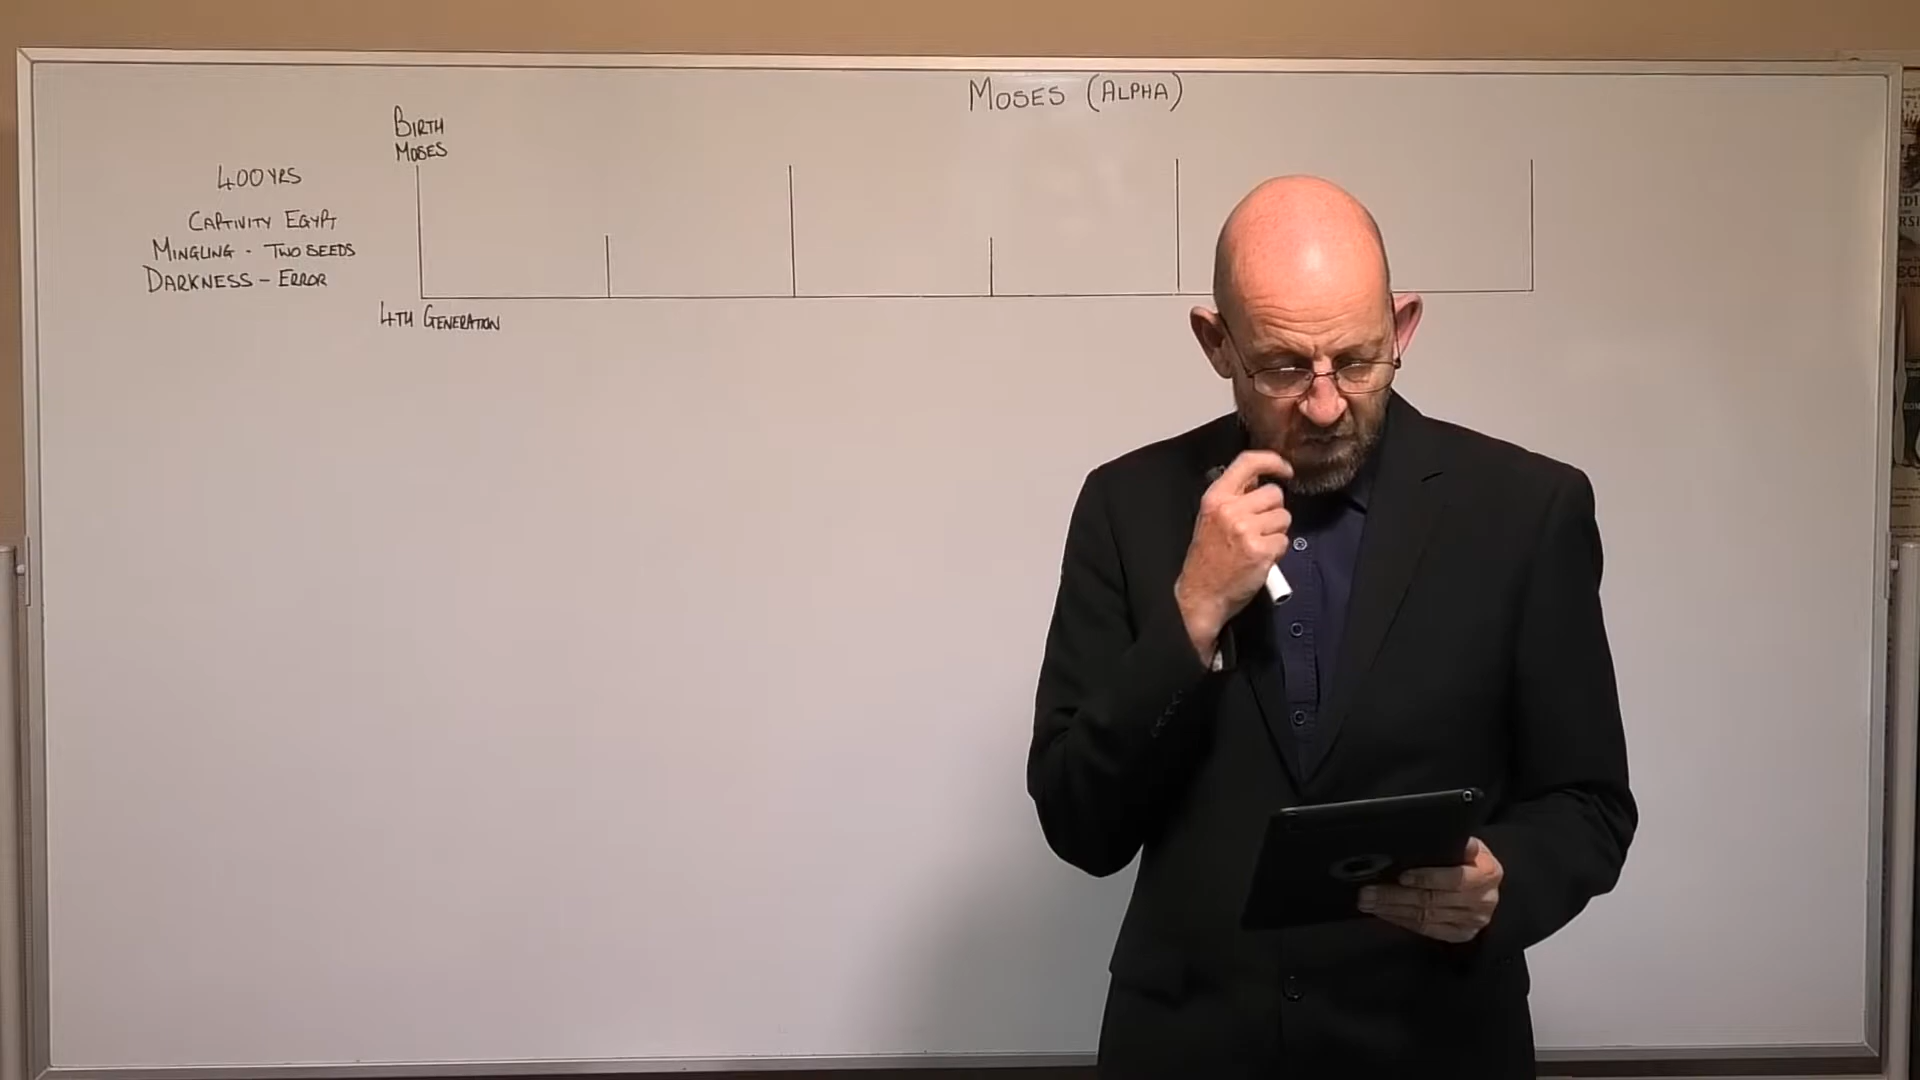 MOSES (ALPHA)
BIRTH
MOSES
400 YRS
CAPTIVITY EGYPT
MINGLING - TWO SEEDS
DARKNESS - ERROR
4TH GENERATION